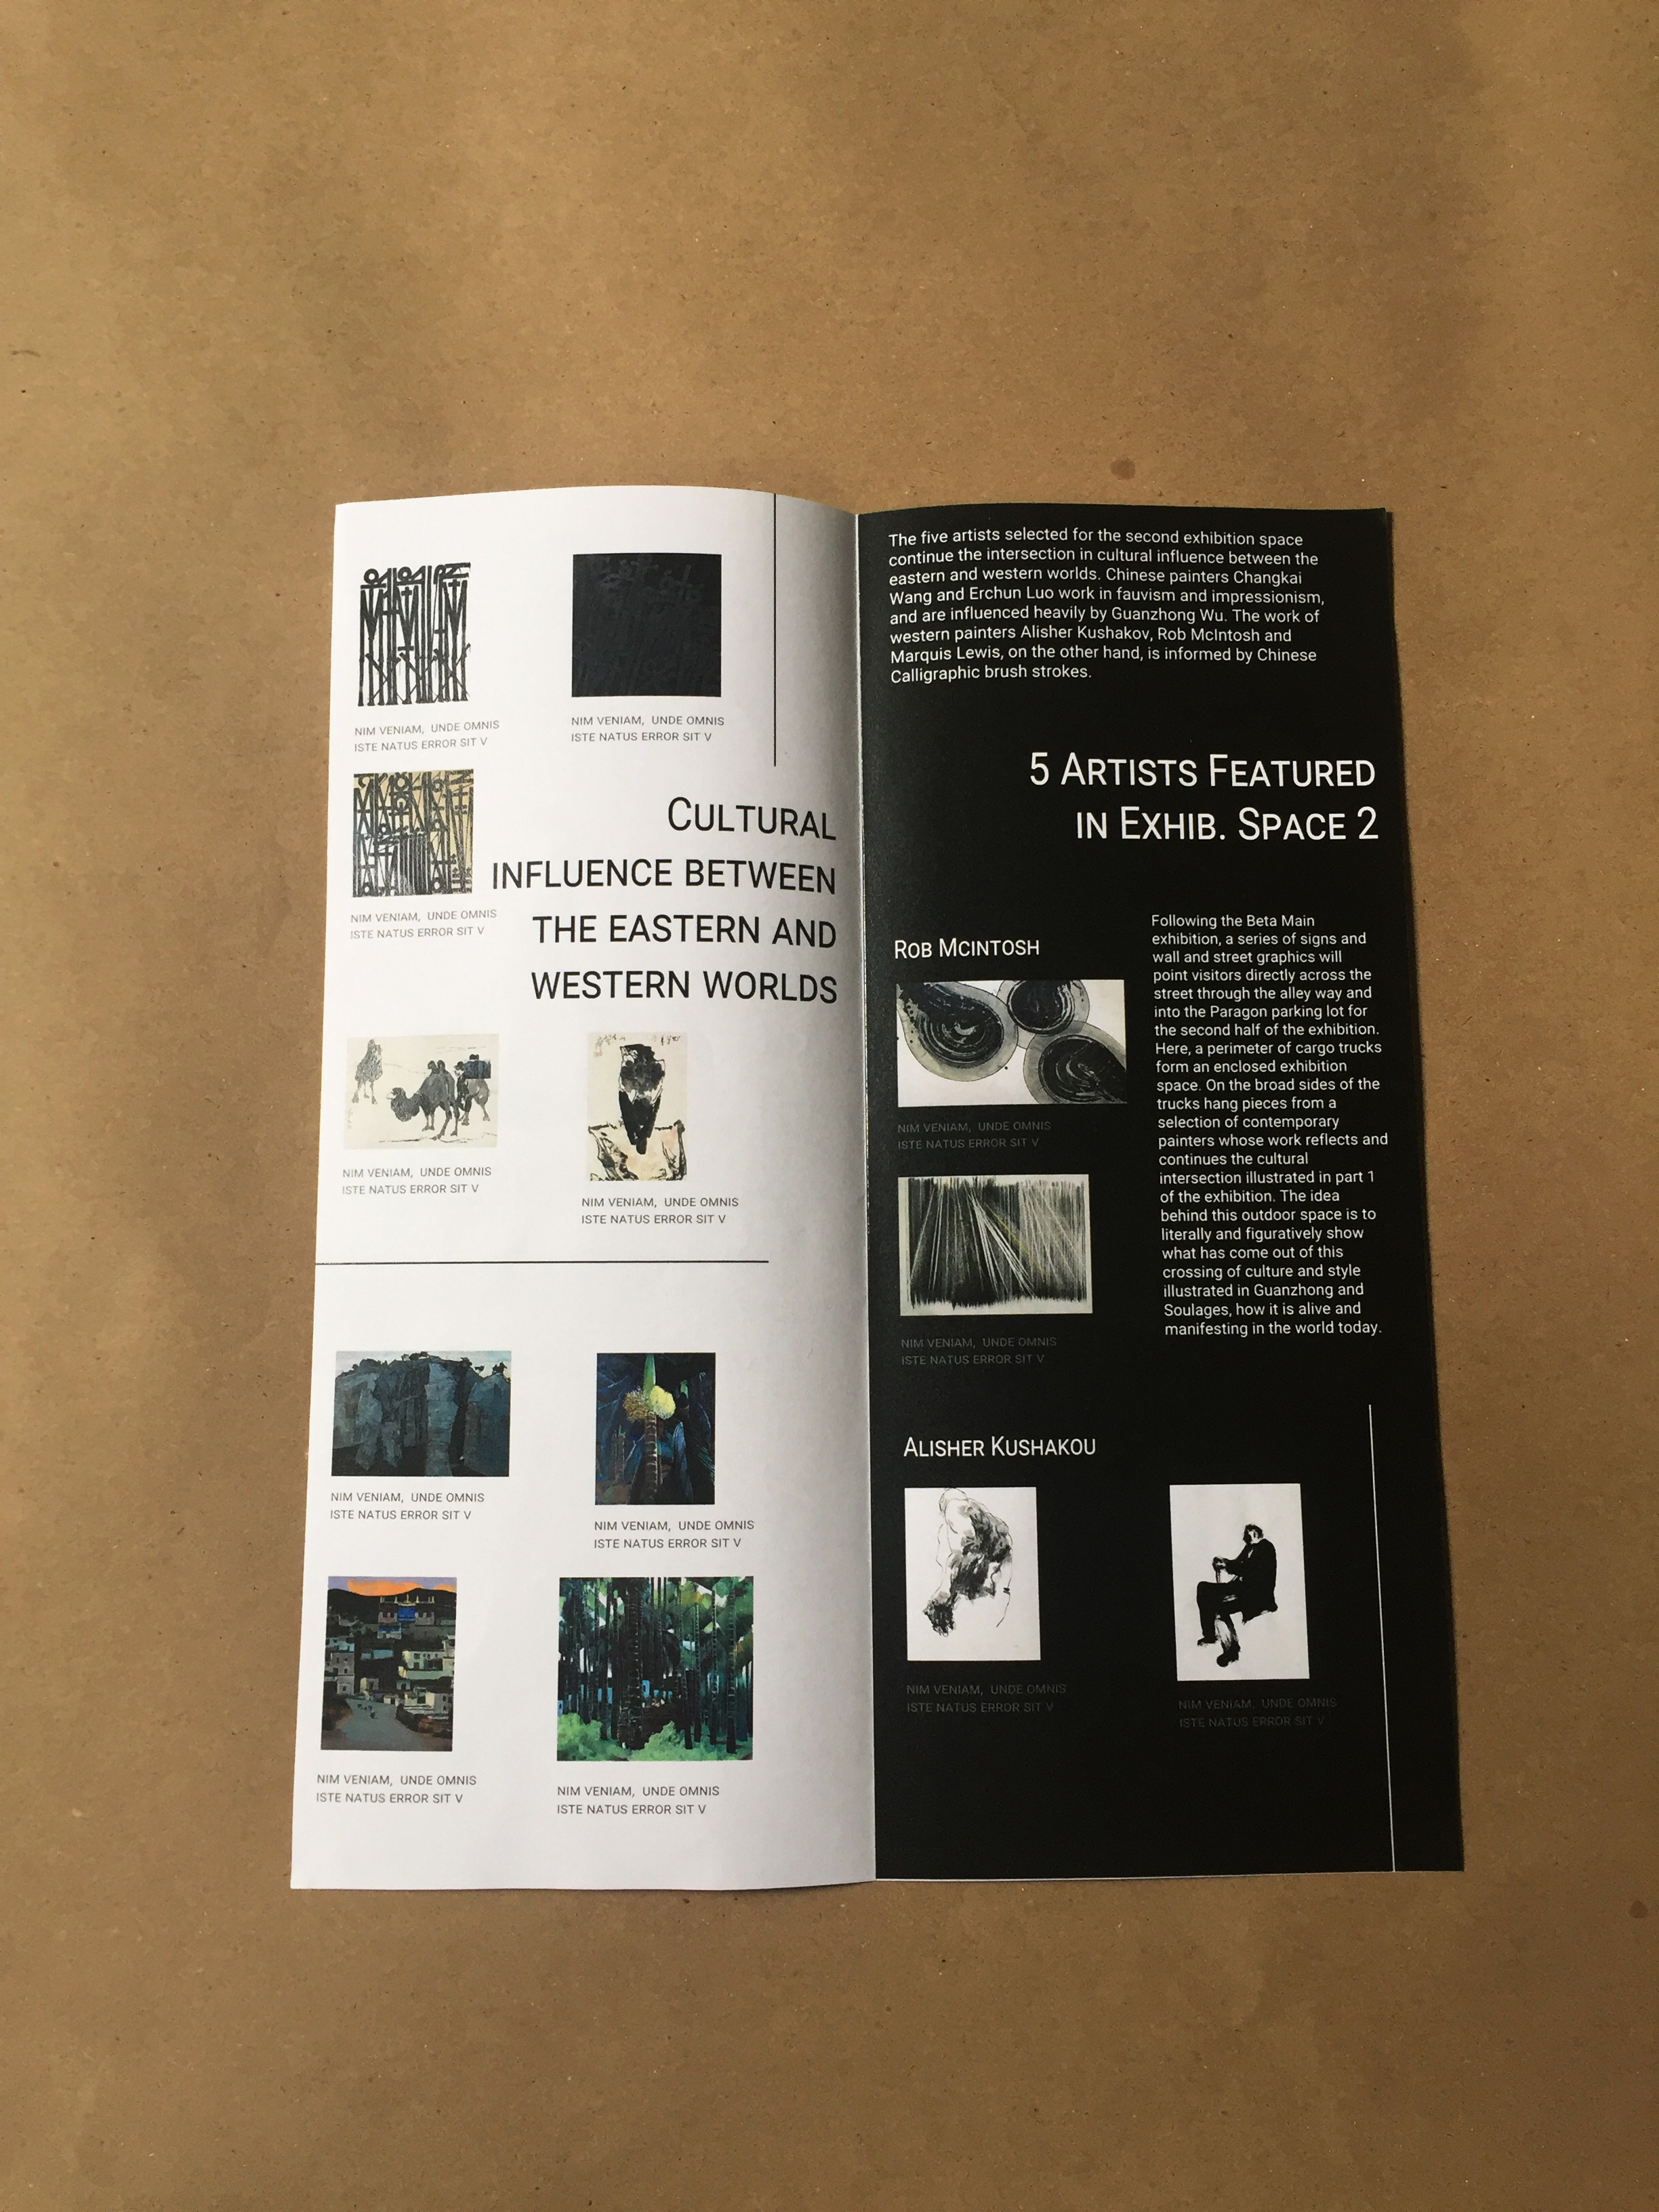 NIM VENIAM, UNDE OMNIS
ISTE NATUS ERROR SIT V
NIM VENIAM, UNDE OMNIS
ISTE NATUS ERROR SIT V
NIM VENIAM, UNDE OMNIS
ISTE NATUS ERROR SIT V
CULTURAL
INFLUENCE BETWEEN
THE EASTERN AND
WESTERN WORLDS
NIM VENIAM, UNDE OMNIS
ISTE NATUS ERROR SIT V
NIM VENIAM, UNDE OMNIS
ISTE NATUS ERROR SIT V
NIM VENIAM, UNDE OMNIS
ISTE NATUS ERROR SIT V
NIM VENIAM, UNDE OMNIS
ISTE NATUS ERROR SIT V
NIM VENIAM, UNDE OMNIS
ISTE NATUS ERROR SIT V
NIM VENIAM, UNDE OMNIS
ISTE NATUS ERROR SIT V
The five artists selected for the second exhibition space
continue the intersection in cultural influence between the
eastern and western worlds. Chinese painters Changkai
Wang and Erchun Luo work in fauvism and impressionism,
and are influenced heavily by Guanzhong Wu. The work of
western painters Alisher Kushakov, Rob McIntosh and
Marquis Lewis, on the other hand, is informed by Chinese
Calligraphic brush strokes.
5 ARTISTS FEATURED
IN EXHIB. SPACE 2
ROB MCINTOSH
NIM VENIAM, UNDE OMNIS
ISTE NATUS ERROR SIT V
NIM VENIAM, UNDE OMNIS
ISTE NATUS ERROR SIT V
Following the Beta Main
exhibition, a series of signs and
wall and street graphics will
point visitors directly across the
street through the alley way and
into the Paragon parking lot for
the second half of the exhibition.
Here, a perimeter of cargo trucks
form an enclosed exhibition
space. On the broad sides of the
trucks hang pieces from a
selection of contemporary
painters whose work reflects and
continues the cultural
intersection illustrated in part 1
of the exhibition. The idea
behind this outdoor space is to
literally and figuratively show
what has come out of this
crossing of culture and style
illustrated in Guanzhong and
Soulages, how it is alive and
manifesting in the world today.
ALISHER KUSHAKOU
NIM VENIAM, UNDE OMNIS
ISTE NATUS ERROR SIT V
NIM VENIAM, UNDE OMNIS
ISTE NATUS ERROR SIT V